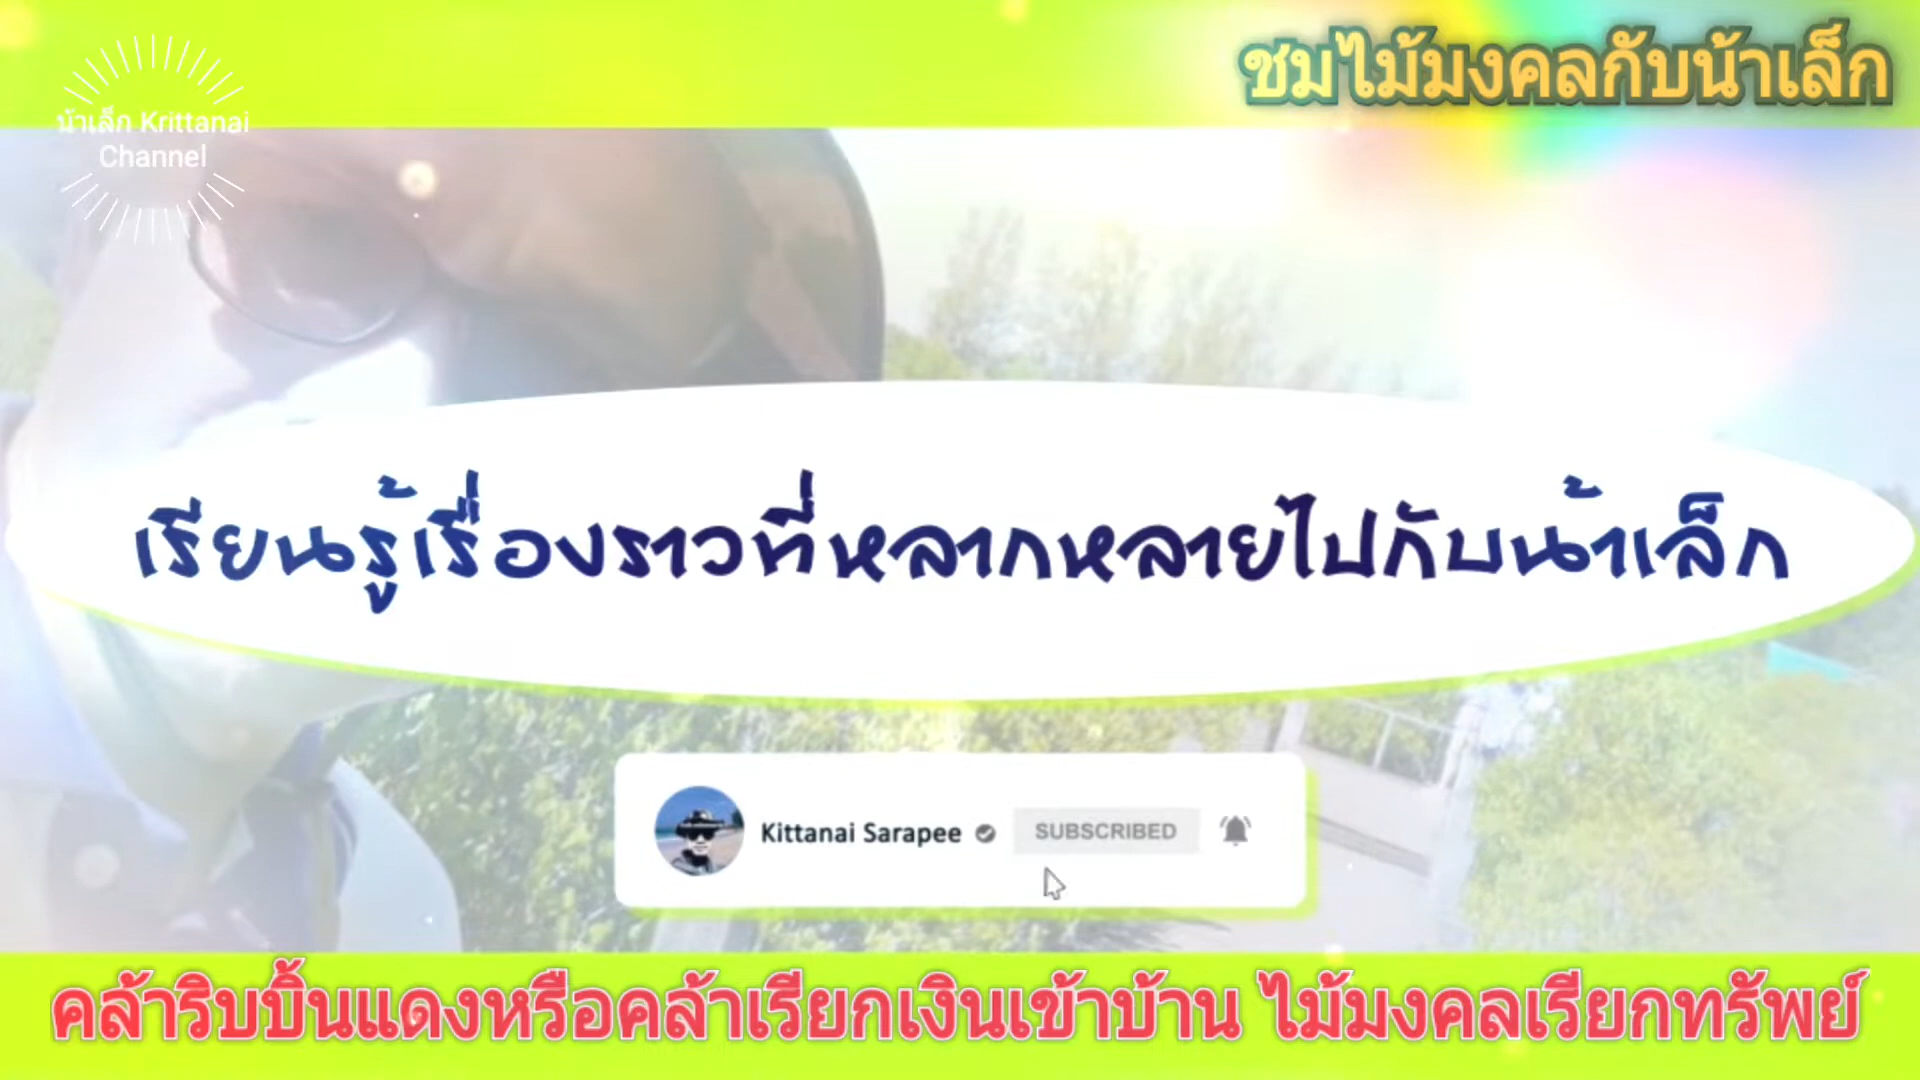 ชมไม้มงคลกับน้าเล็ก
น้าเล็ก Krittanai
Channel
เรียนรู้เรื่องราวที่หลากหลายไปกับน้าเล็ก
Kittanai Sarapee
SUBSCRIBED
คล้าริบบิ้นแดงหรือคล้าเรียกเงินเข้าบ้าน ไม้มงคลเรียกทรัพย์